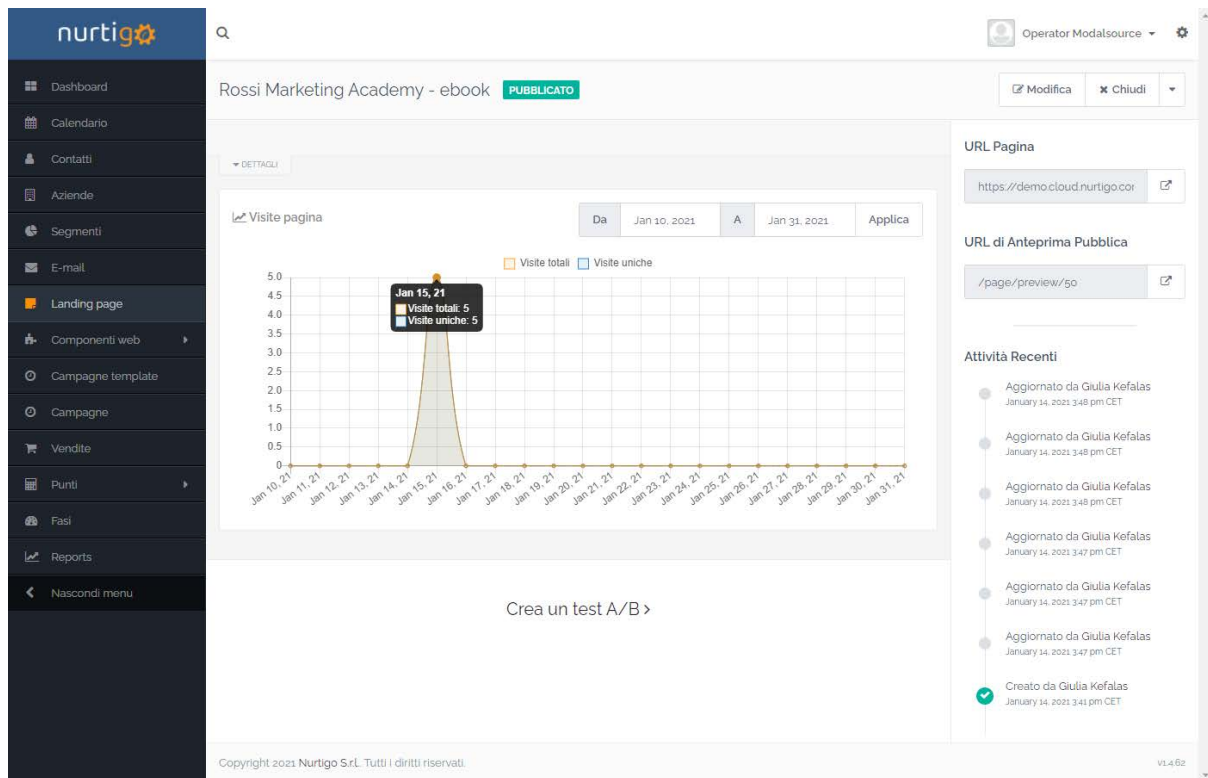 nurtigo
Operator Modalsource
Dashboard
Calendario
Contatti
Aziende
Segmenti
E-mail
Landing page
Componenti web
Campagne template
Campagne
Vendite
Punti
Fasi
Reports
Nascondi menu
Rossi Marketing Academy - ebook PUBBLICATO
Modifica Chiudi
DETTAGLI
Visite pagina
Da Jan 10, 2021 A Jan 31, 2021 Applica
Visite totali Visite uniche
5.0
4.5
4.0
3.5
3.0
2.5
2.0
1.5
1.0
0.5
0
Jan 15, 21
Visite totali: 5
Visite uniche: 5
Jan 10, 21 Jan 11, 21 Jan 12, 21 Jan 13, 21 Jan 14, 21 Jan 15, 21 Jan 16, 21 Jan 17, 21 Jan 18, 21 Jan 19, 21 Jan 20, 21 Jan 21, 21 Jan 22, 21 Jan 23, 21 Jan 24, 21 Jan 25, 21 Jan 26, 21 Jan 27, 21 Jan 28, 21 Jan 29, 21 Jan 30, 21 Jan 31, 21
Crea un test A/B
URL Pagina
https://demo.cloud.nurtigo.cor
URL di Anteprima Pubblica
/page/preview/50
Attività Recenti
Aggiornato da Giulia Kefalas
January 14, 2021 3:48 pm CET
Aggiornato da Giulia Kefalas
January 14, 2021 3:48 pm CET
Aggiornato da Giulia Kefalas
January 14, 2021 3:48 pm CET
Aggiornato da Giulia Kefalas
January 14, 2021 3:47 pm CET
Aggiornato da Giulia Kefalas
January 14, 2021 3:47 pm CET
Aggiornato da Giulia Kefalas
January 14, 2021 3:47 pm CET
Creato da Giulia Kefalas
January 14, 2021 3:41 pm CET
Copyright 2021 Nurtigo S.r.l. Tutti i diritti riservati.
v1.4.62